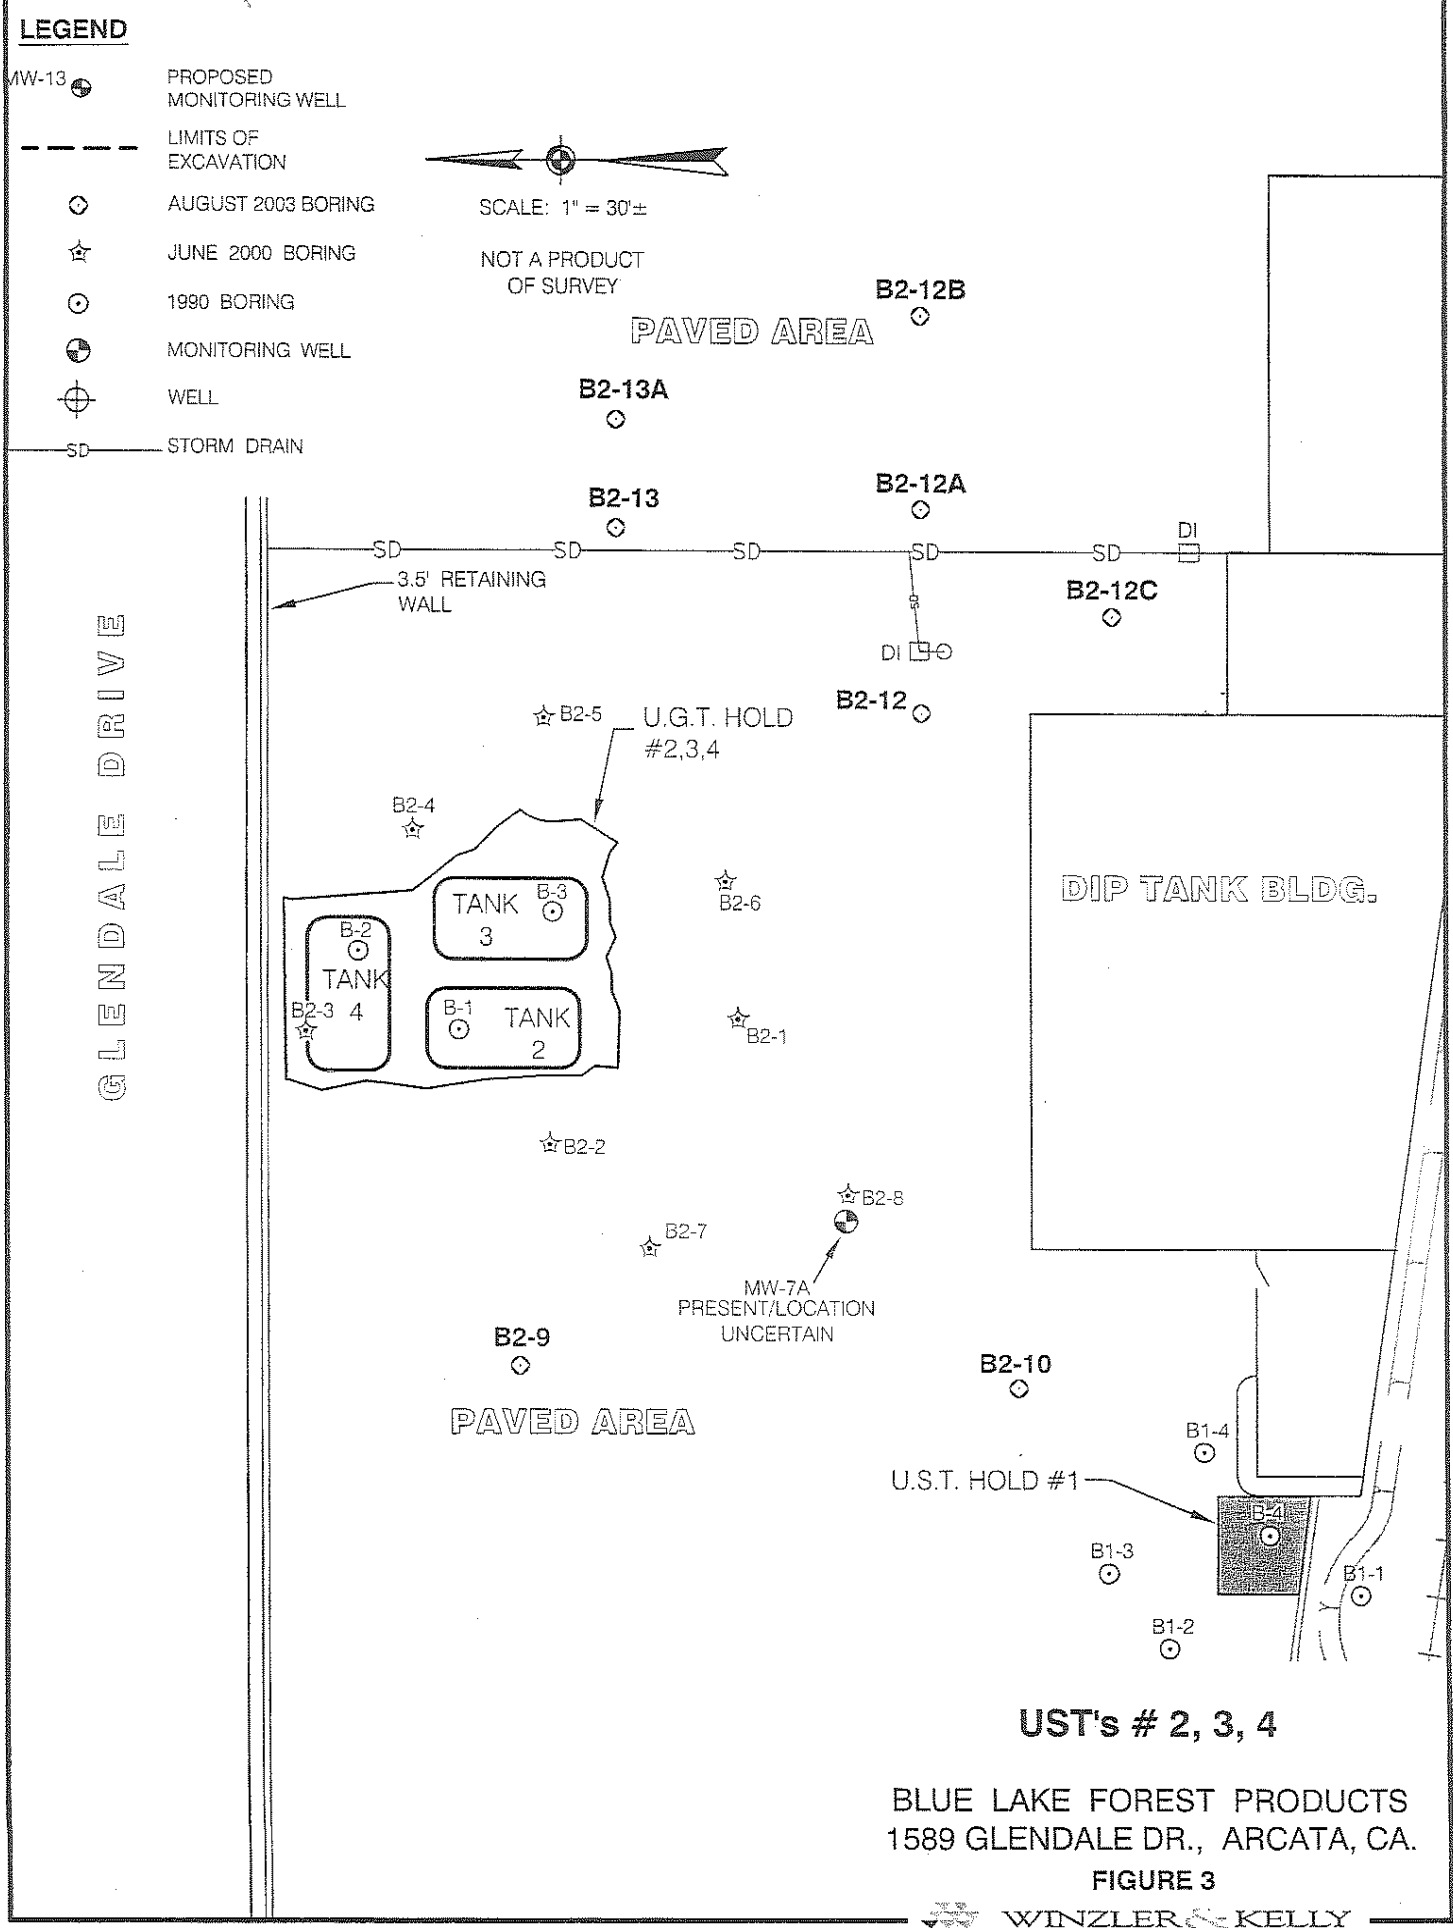 LEGEND
MW-13
PROPOSED
MONITORING WELL
LIMITS OF
EXCAVATION
AUGUST 2003 BORING
JUNE 2000 BORING
1990 BORING
MONITORING WELL
WELL
SD
STORM DRAIN
SCALE: 1" = 30'±
NOT A PRODUCT
OF SURVEY
B2-12B
PAVED AREA
B2-13A
B2-13
B2-12A
SD SD SD SD SD
DI
3.5' RETAINING
WALL
SD
B2-12C
DI
B2-12
B2-5
U.G.T. HOLD
#2,3,4
GLENDALE DRIVE
B2-4
B2-6
DIP TANK BLDG.
TANK
3
B-3
B-2
TANK
4
B2-3
B-1
TANK
2
B2-1
B2-2
B2-8
B2-7
MW-7A
PRESENT/LOCATION
UNCERTAIN
B2-9
B2-10
PAVED AREA
B1-4
U.S.T. HOLD #1
B-4
B1-3
B1-1
B1-2
UST's # 2, 3, 4
BLUE LAKE FOREST PRODUCTS
1589 GLENDALE DR., ARCATA, CA.
FIGURE 3
WINZLER & KELLY